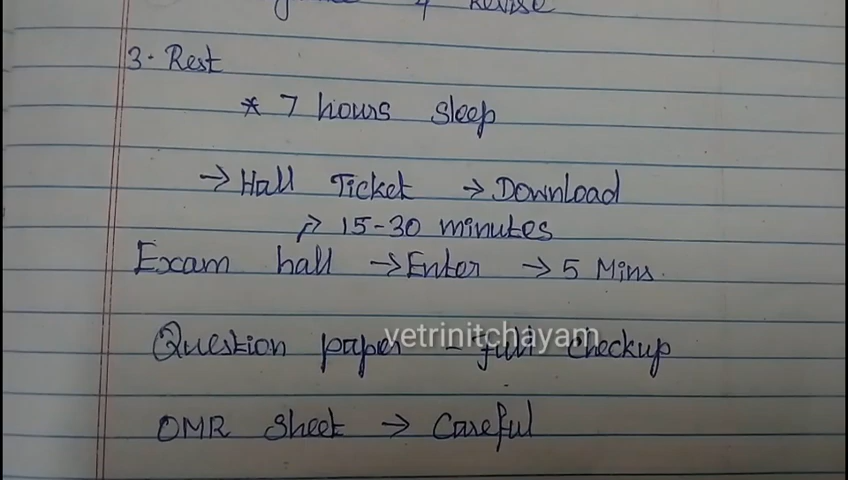 Revise
3. Rest
* 7 hours sleep
→ Hall Ticket → Download
↱ 15-30 minutes
Exam hall → Enter → 5 Mins.
vetrinitchayam
Question paper - full checkup
OMR Sheet → Careful